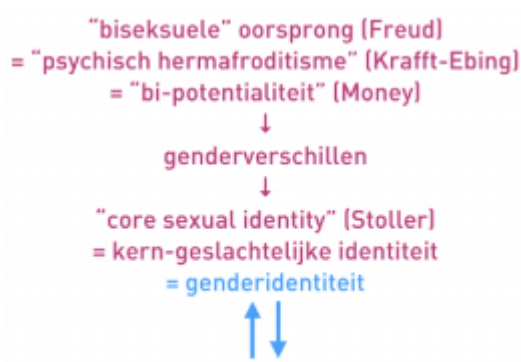 “biseksuele” oorsprong (Freud)
= “psychisch hermafroditisme” (Krafft-Ebing)
= “bi-potentialiteit” (Money)
↓
genderverschillen
↓
“core sexual identity” (Stoller)
= kern-geslachtelijke identiteit
= genderidentiteit
↑ ↓